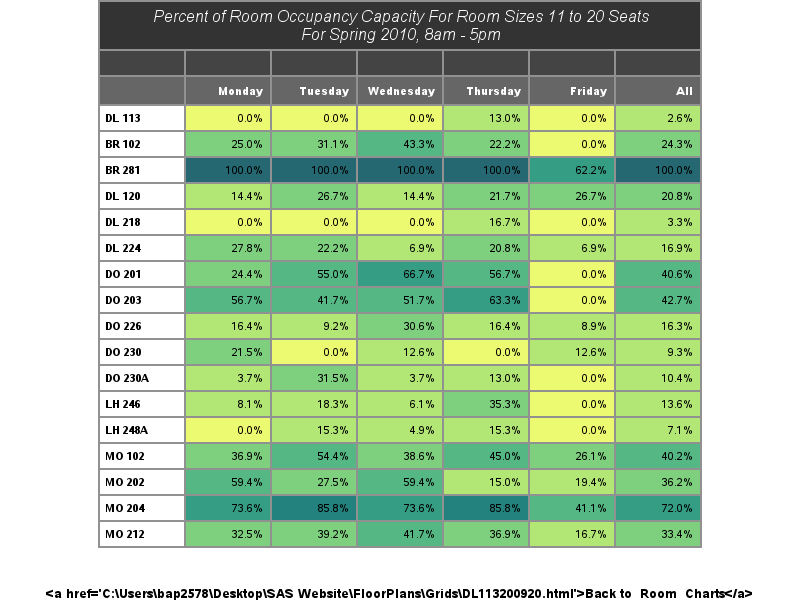 Percent of Room Occupancy Capacity For Room Sizes 11 to 20 Seats
For Spring 2010, 8am - 5pm
Monday Tuesday Wednesday Thursday Friday All
DL 113 0.0% 0.0% 0.0% 13.0% 0.0% 2.6%
BR 102 25.0% 31.1% 43.3% 22.2% 0.0% 24.3%
BR 281 100.0% 100.0% 100.0% 100.0% 62.2% 100.0%
DL 120 14.4% 26.7% 14.4% 21.7% 26.7% 20.8%
DL 218 0.0% 0.0% 0.0% 16.7% 0.0% 3.3%
DL 224 27.8% 22.2% 6.9% 20.8% 6.9% 16.9%
DO 201 24.4% 55.0% 66.7% 56.7% 0.0% 40.6%
DO 203 56.7% 41.7% 51.7% 63.3% 0.0% 42.7%
DO 226 16.4% 9.2% 30.6% 16.4% 8.9% 16.3%
DO 230 21.5% 0.0% 12.6% 0.0% 12.6% 9.3%
DO 230A 3.7% 31.5% 3.7% 13.0% 0.0% 10.4%
LH 246 8.1% 18.3% 6.1% 35.3% 0.0% 13.6%
LH 248A 0.0% 15.3% 4.9% 15.3% 0.0% 7.1%
MO 102 36.9% 54.4% 38.6% 45.0% 26.1% 40.2%
MO 202 59.4% 27.5% 59.4% 15.0% 19.4% 36.2%
MO 204 73.6% 85.8% 73.6% 85.8% 41.1% 72.0%
MO 212 32.5% 39.2% 41.7% 36.9% 16.7% 33.4%
<a href='C:\Users\bap2578\Desktop\SAS Website\FloorPlans\Grids\DL113200920.html'>Back to Room Charts</a>